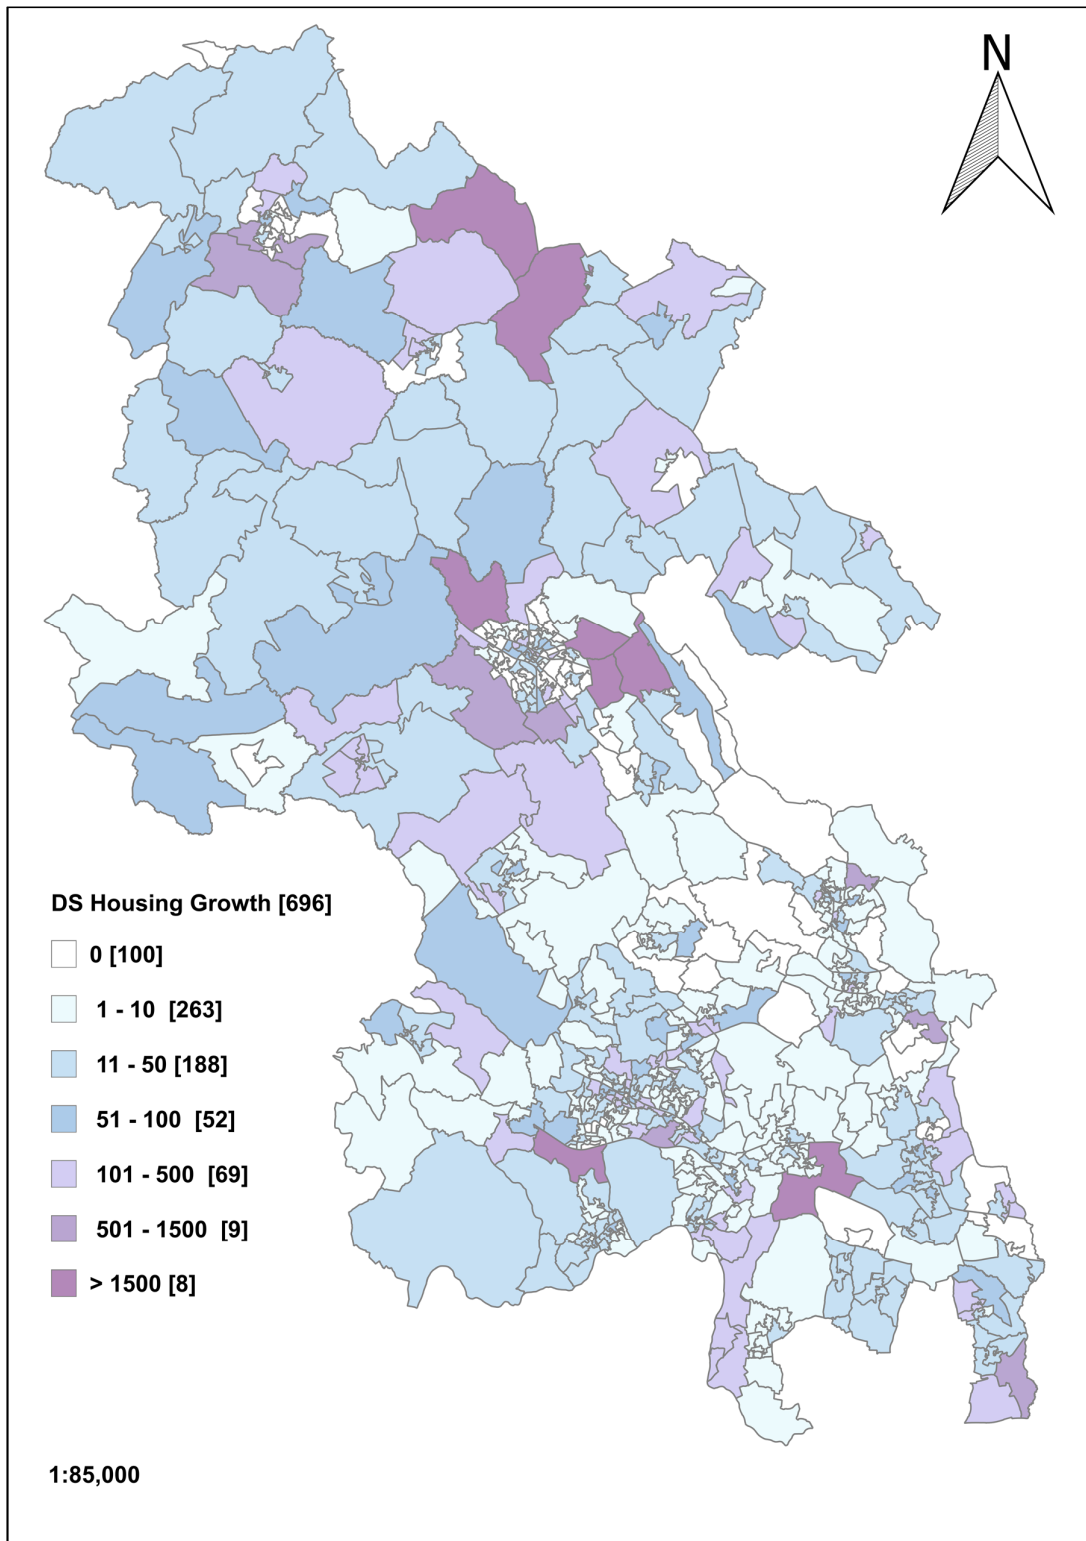 N
DS Housing Growth [696]
0 [100]
1 - 10 [263]
11 - 50 [188]
51 - 100 [52]
101 - 500 [69]
501 - 1500 [9]
> 1500 [8]
1:85,000